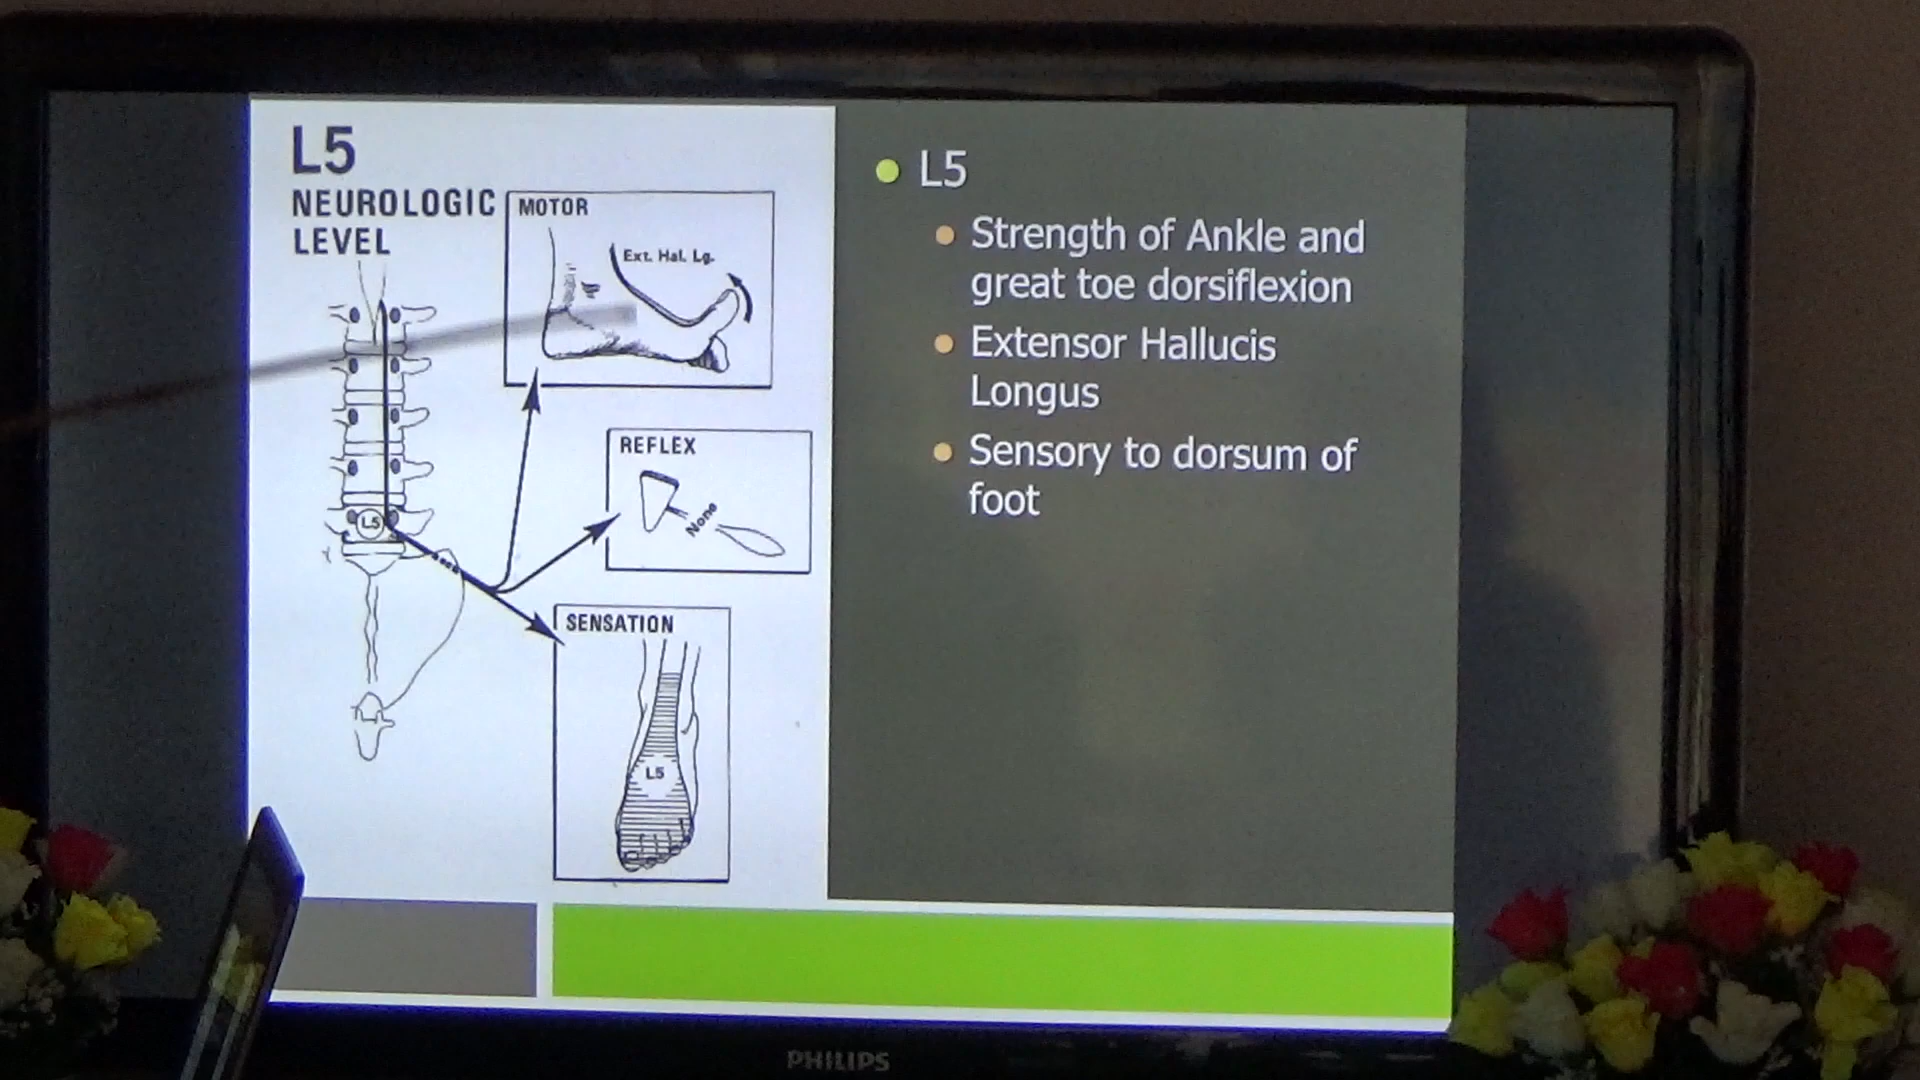 L5
NEUROLOGIC
LEVEL
MOTOR
Ext. Hal. Lg.
REFLEX
None
L5
SENSATION
L5
L5
Strength of Ankle and
great toe dorsiflexion
Extensor Hallucis
Longus
Sensory to dorsum of
foot
PHILIPS